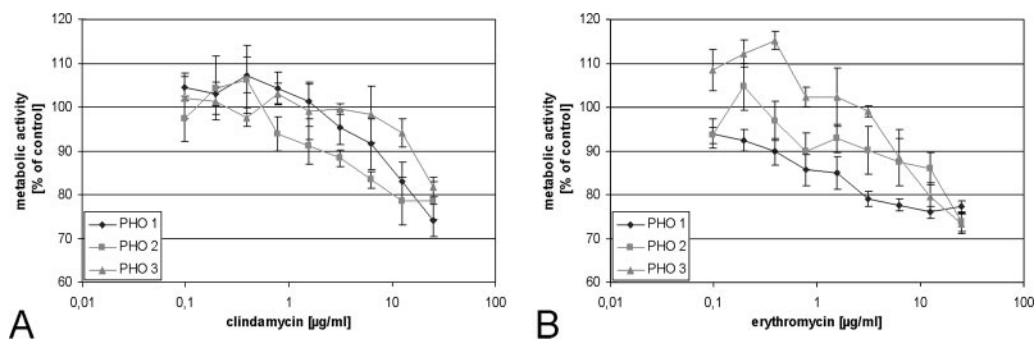 120
110
100
90
80
70
60
metabolic activity
[% of control]
PHO 1
PHO 2
PHO 3
0,01
0,1
1
10
100
clindamycin [µg/ml]
A
120
110
100
90
80
70
60
metabolic activity
[% of control]
PHO 1
PHO 2
PHO 3
0,01
0,1
1
10
100
erythromycin [µg/ml]
B